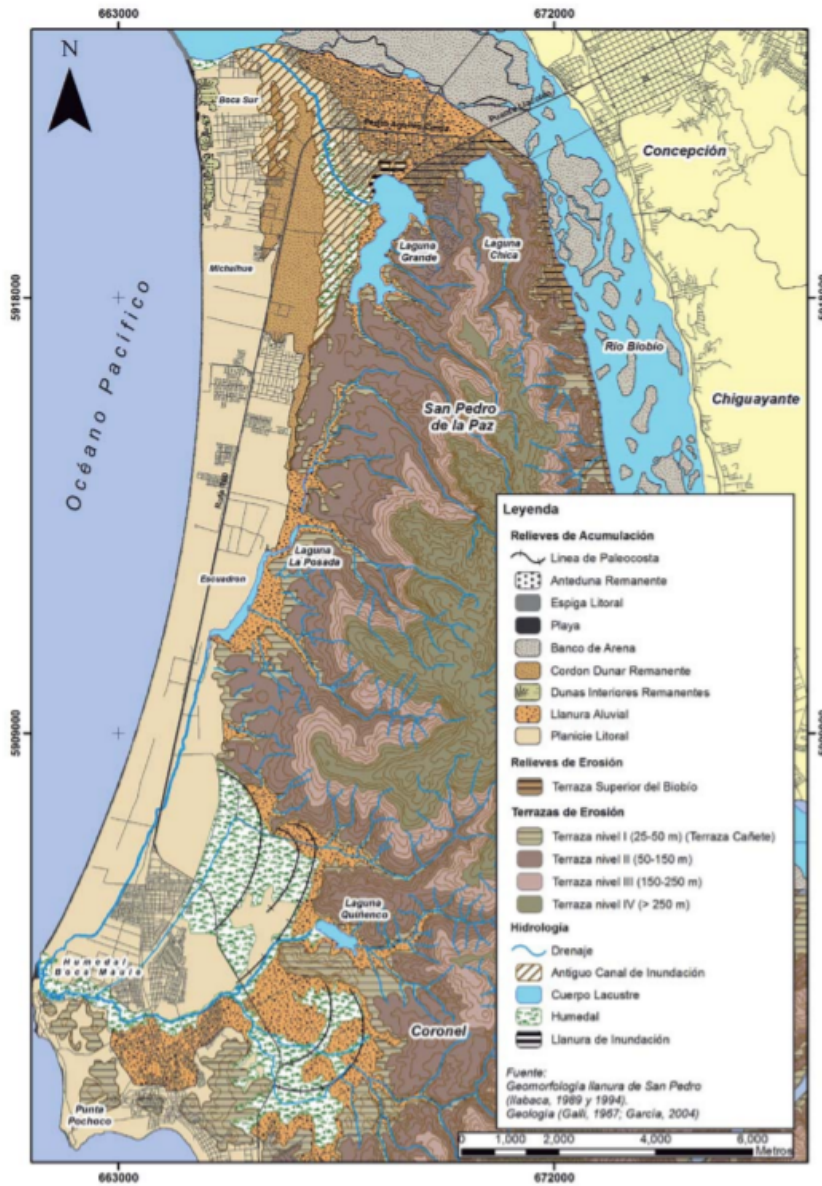 663000
672000
N
Boca Sur
Concepción
Laguna
Grande
Laguna
Chica
Michaihue
5918000
Océano Pacífico
Río Biobío
San Pedro
de la Paz
Chiguayante
Laguna
La Posada
Escuadron
5909000
Laguna
Quiñenco
Humedal
Boca Maule
Coronel
Punta
Pochoco
Leyenda
Relieves de Acumulación
Linea de Paleocosta
Anteduna Remanente
Espiga Litoral
Playa
Banco de Arena
Cordon Dunar Remanente
Dunas Interiores Remanentes
Llanura Aluvial
Planicie Litoral
Relieves de Erosión
Terraza Superior del Biobío
Terrazas de Erosión
Terraza nivel I (25-50 m) (Terraza Cañete)
Terraza nivel II (50-150 m)
Terraza nivel III (150-250 m)
Terraza nivel IV (> 250 m)
Hidrología
Drenaje
Antiguo Canal de Inundación
Cuerpo Lacustre
Humedal
Llanura de Inundación
Fuente:
Geomorfología llanura de San Pedro
(Ilabaca, 1989 y 1994).
Geología (Galli, 1967; García, 2004)
0 1,000 2,000 4,000 6,000
Metros
663000
672000